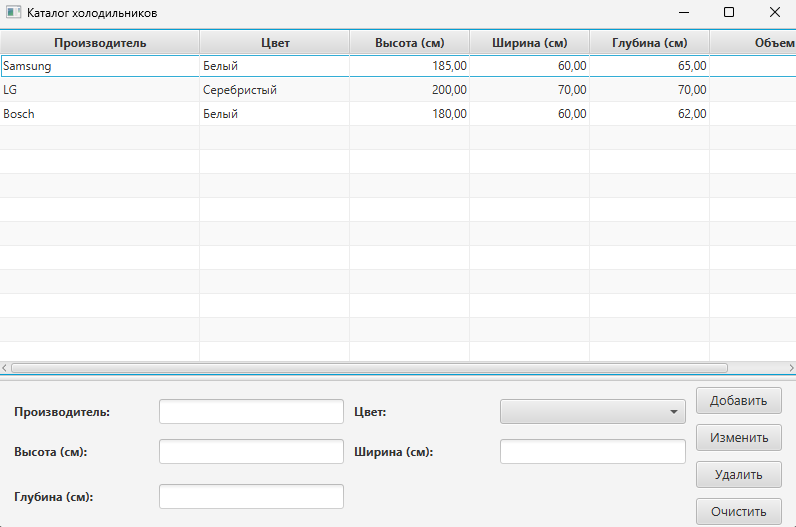 Каталог холодильников
Производитель Цвет Высота (см) Ширина (см) Глубина (см) Объем
Samsung Белый 185,00 60,00 65,00
LG Серебристый 200,00 70,00 70,00
Bosch Белый 180,00 60,00 62,00
Производитель: Цвет: Добавить
Высота (см): Ширина (см): Изменить
Удалить
Глубина (см):
Очистить